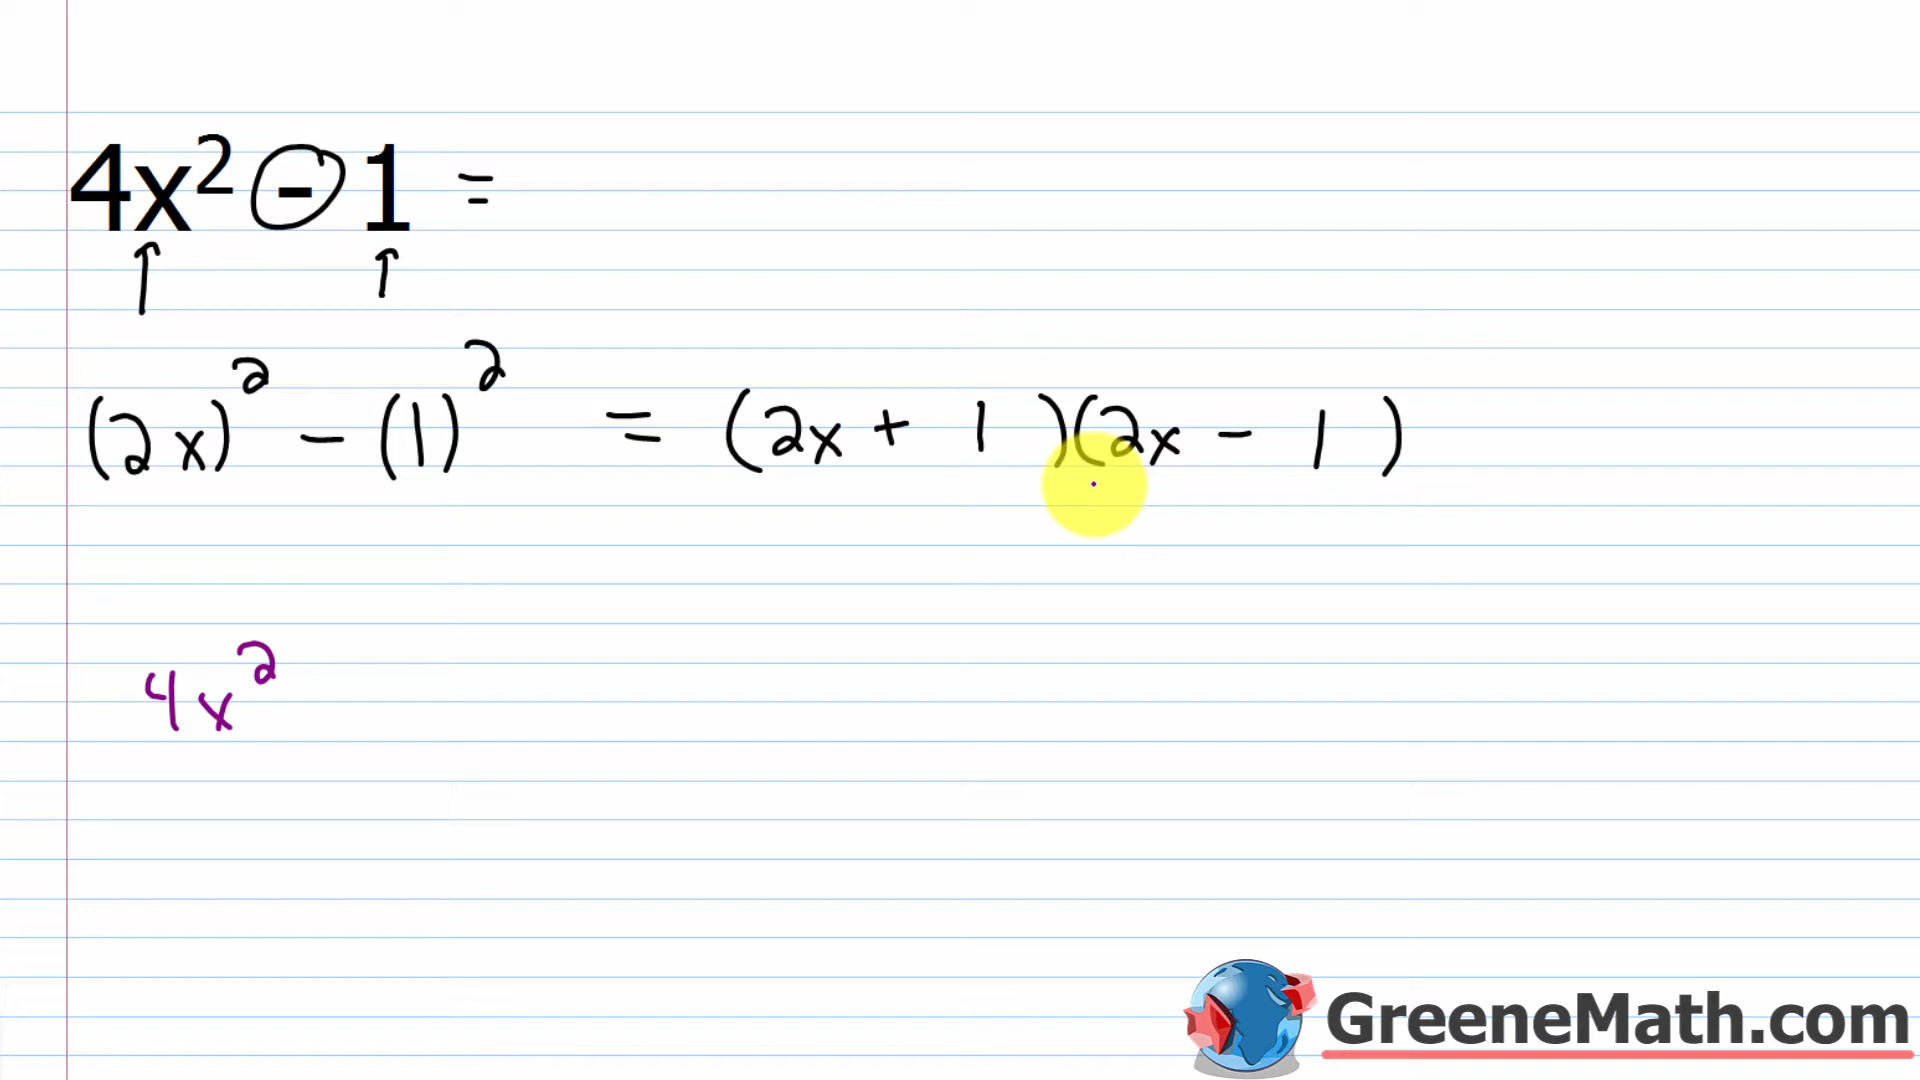 4x² - 1 =
(2x)² - (1)² = (2x + 1)(2x - 1)
4x²
GreeneMath.com